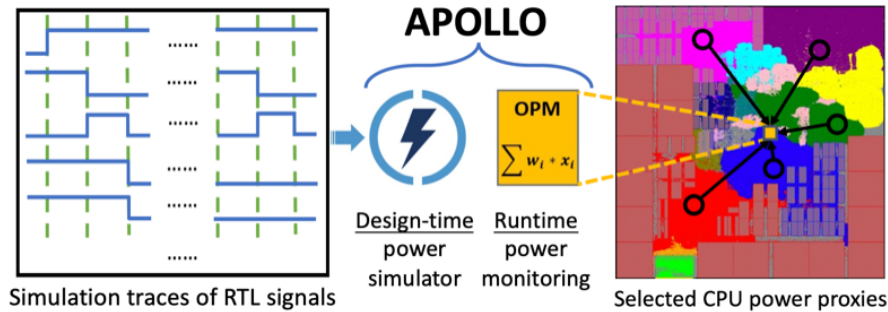 APOLLO
......
......
......
......
......
......
OPM
∑ wᵢ * xᵢ
Design-time
power
simulator
Runtime
power
monitoring
Simulation traces of RTL signals
Selected CPU power proxies